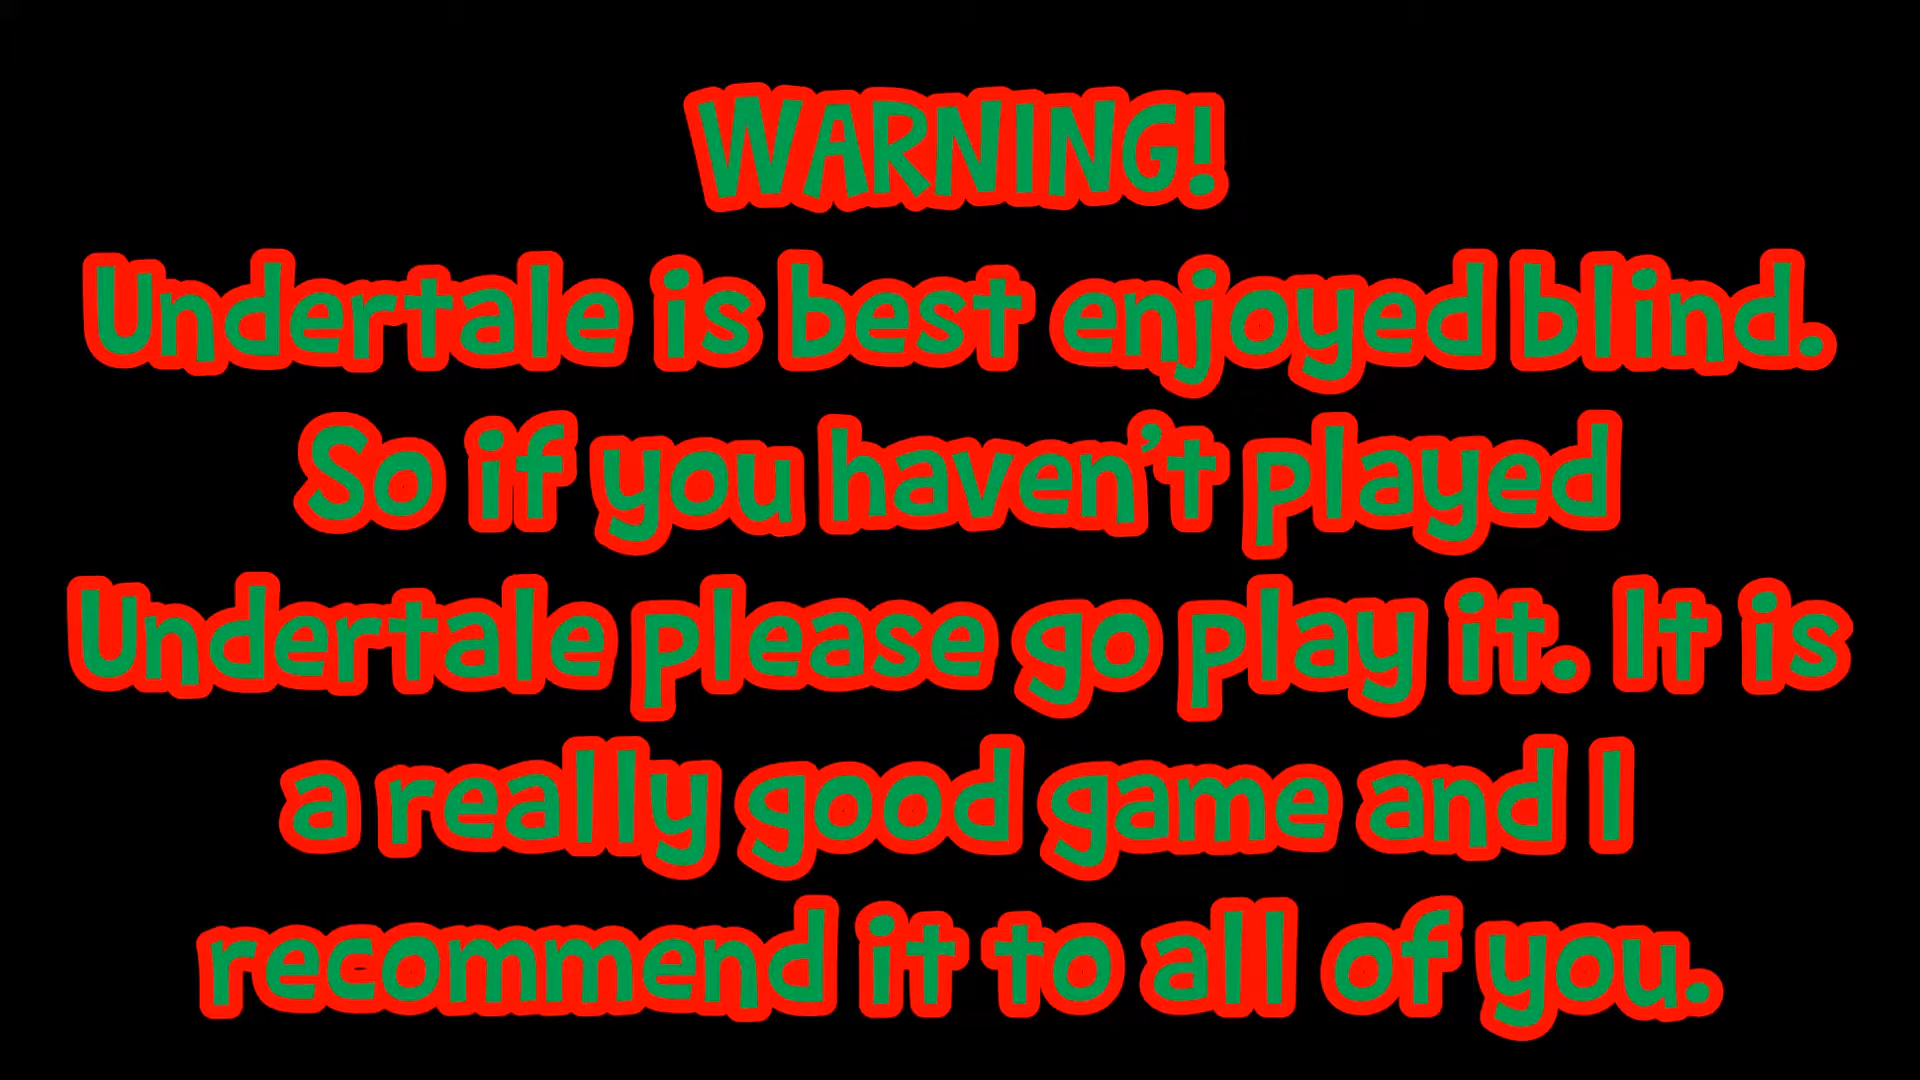 WARNING!
Undertale is best enjoyed blind.
So if you haven't played
Undertale please go play it. It is
a really good game and I
recommend it to all of you.